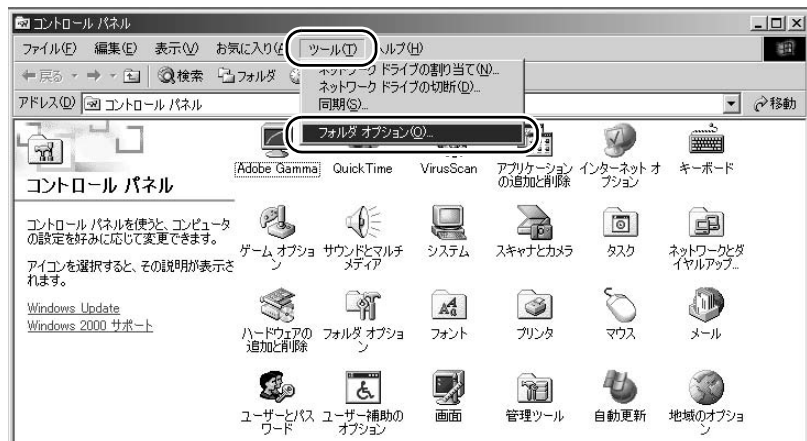 コントロール パネル
ファイル(F) 編集(E) 表示(V) お気に入り(A) ツール(T) ヘルプ(H)
戻る 検索 フォルダ
ネットワーク ドライブの割り当て(N)...
ネットワーク ドライブの切断(D)...
同期(S)...
フォルダ オプション(O)...
アドレス(D) コントロール パネル 移動
コントロール パネル
コントロール パネルを使うと、コンピュータ
の設定を好みに応じて変更できます。
アイコンを選択すると、その説明が表示さ
れます。
Windows Update
Windows 2000 サポート
Adobe Gamma QuickTime VirusScan アプリケーション インターネット オ キーボード
の追加と削除 プション
ゲーム オプショ サウンドとマルチ システム スキャナとカメラ タスク ネットワークとダ
ン メディア イヤルアップ...
ハードウェアの フォルダ オプショ フォント プリンタ マウス メール
追加と削除 ン
ユーザーとパス ユーザー補助の 画面 管理ツール 自動更新 地域のオプショ
ワード オプション ン